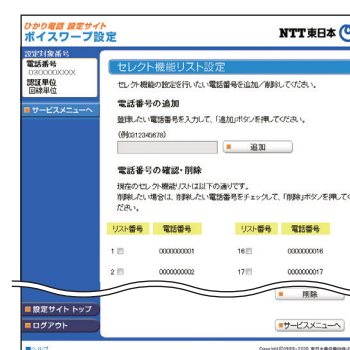 ひかり電話 設定サイト
ボイスワープ設定
NTT東日本
設定対象番号
電話番号
030000XXXX
認証単位
回線単位
サービスメニューへ
セレクト機能リスト設定
セレクト機能の設定を行いたい電話番号を追加/削除してください。
電話番号の追加
登録したい電話番号を入力して、「追加」ボタンを押してください。
(例)0312345678)
追加
電話番号の確認・削除
現在のセレクト機能リストは以下の通りです。
削除したい場合は、削除したい電話番号をチェックして、「削除」ボタンを押してく
ださい。
リスト番号 電話番号 リスト番号 電話番号
1 0000000001 16 0000000016
2 0000000002 17 0000000017
削除
設定サイトトップ
ログアウト
サービスメニューへ